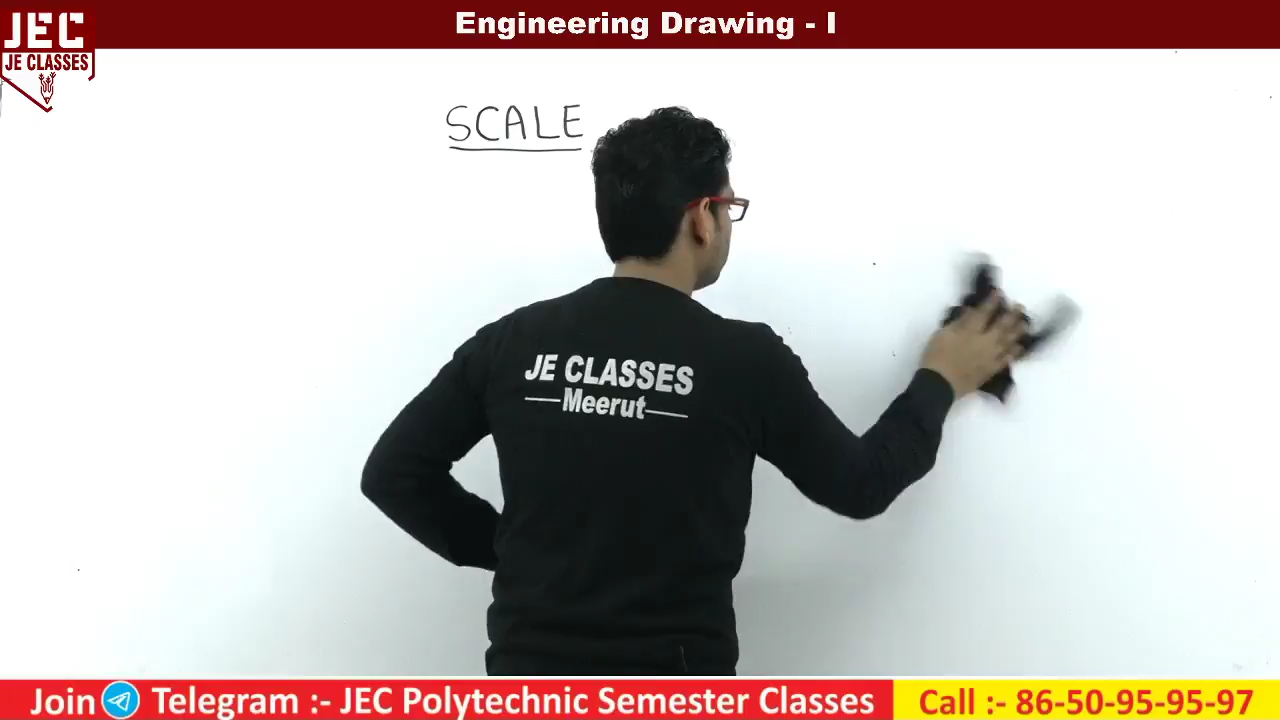 Engineering Drawing - I
JEC
JE CLASSES
SCALE
JE CLASSES
Meerut
Join Telegram :- JEC Polytechnic Semester Classes
Call :- 86-50-95-95-97